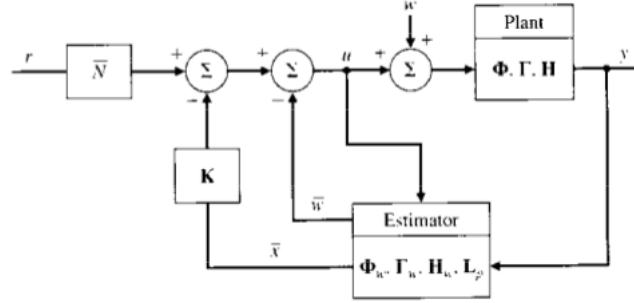 w
Plant
r
N̅
+
Σ
+
Σ
u
+
+
Σ
Φ, Γ, H
y
−
−
K
w̅
Estimator
x̅
Φw, Γw, Hw, Lp